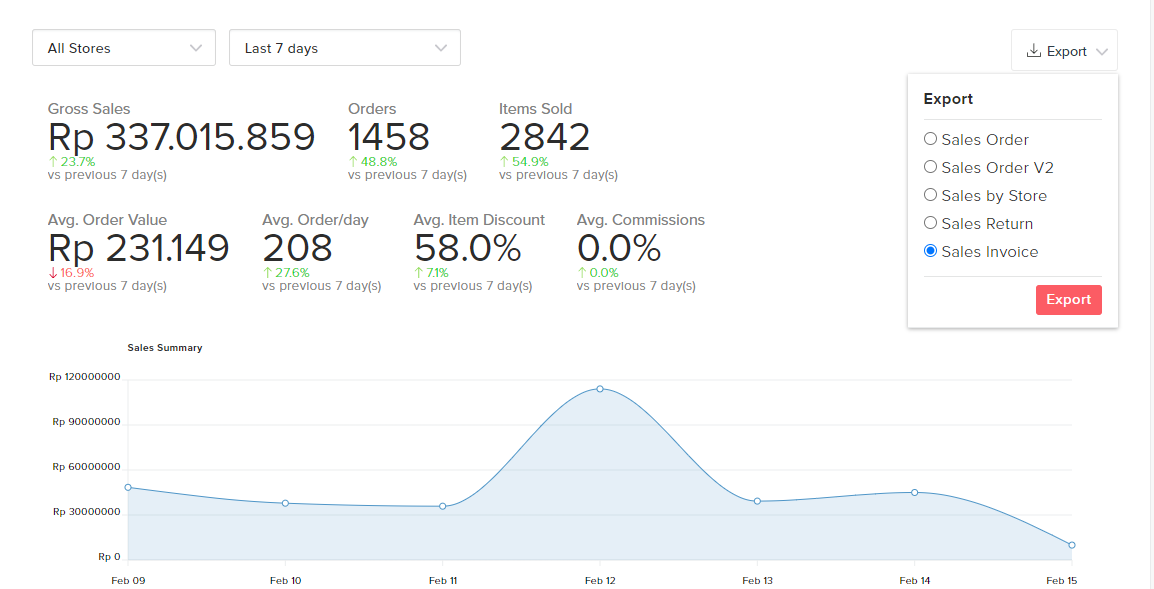 All Stores
Last 7 days
Export
Export
Sales Order
Sales Order V2
Sales by Store
Sales Return
Sales Invoice
Export
Gross Sales
Rp 337.015.859
↑ 23.7%
vs previous 7 day(s)
Orders
1458
↑ 48.8%
vs previous 7 day(s)
Items Sold
2842
↑ 54.9%
vs previous 7 day(s)
Avg. Order Value
Rp 231.149
↓ 16.9%
vs previous 7 day(s)
Avg. Order/day
208
↑ 27.6%
vs previous 7 day(s)
Avg. Item Discount
58.0%
↑ 7.1%
vs previous 7 day(s)
Avg. Commissions
0.0%
↑ 0.0%
vs previous 7 day(s)
Sales Summary
Rp 120000000
Rp 90000000
Rp 60000000
Rp 30000000
Rp 0
Feb 09 Feb 10 Feb 11 Feb 12 Feb 13 Feb 14 Feb 15